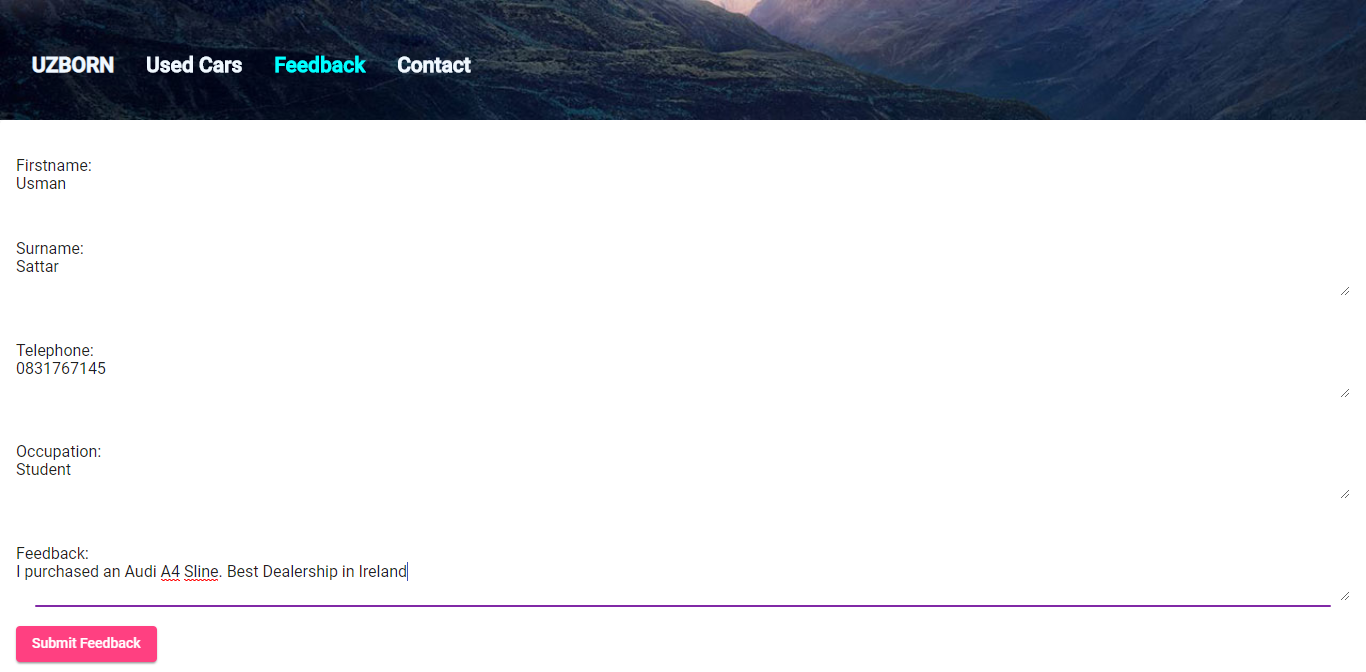 UZBORN Used Cars Feedback Contact
Firstname:
Usman
Surname:
Sattar
Telephone:
0831767145
Occupation:
Student
Feedback:
I purchased an Audi A4 Sline. Best Dealership in Ireland
Submit Feedback